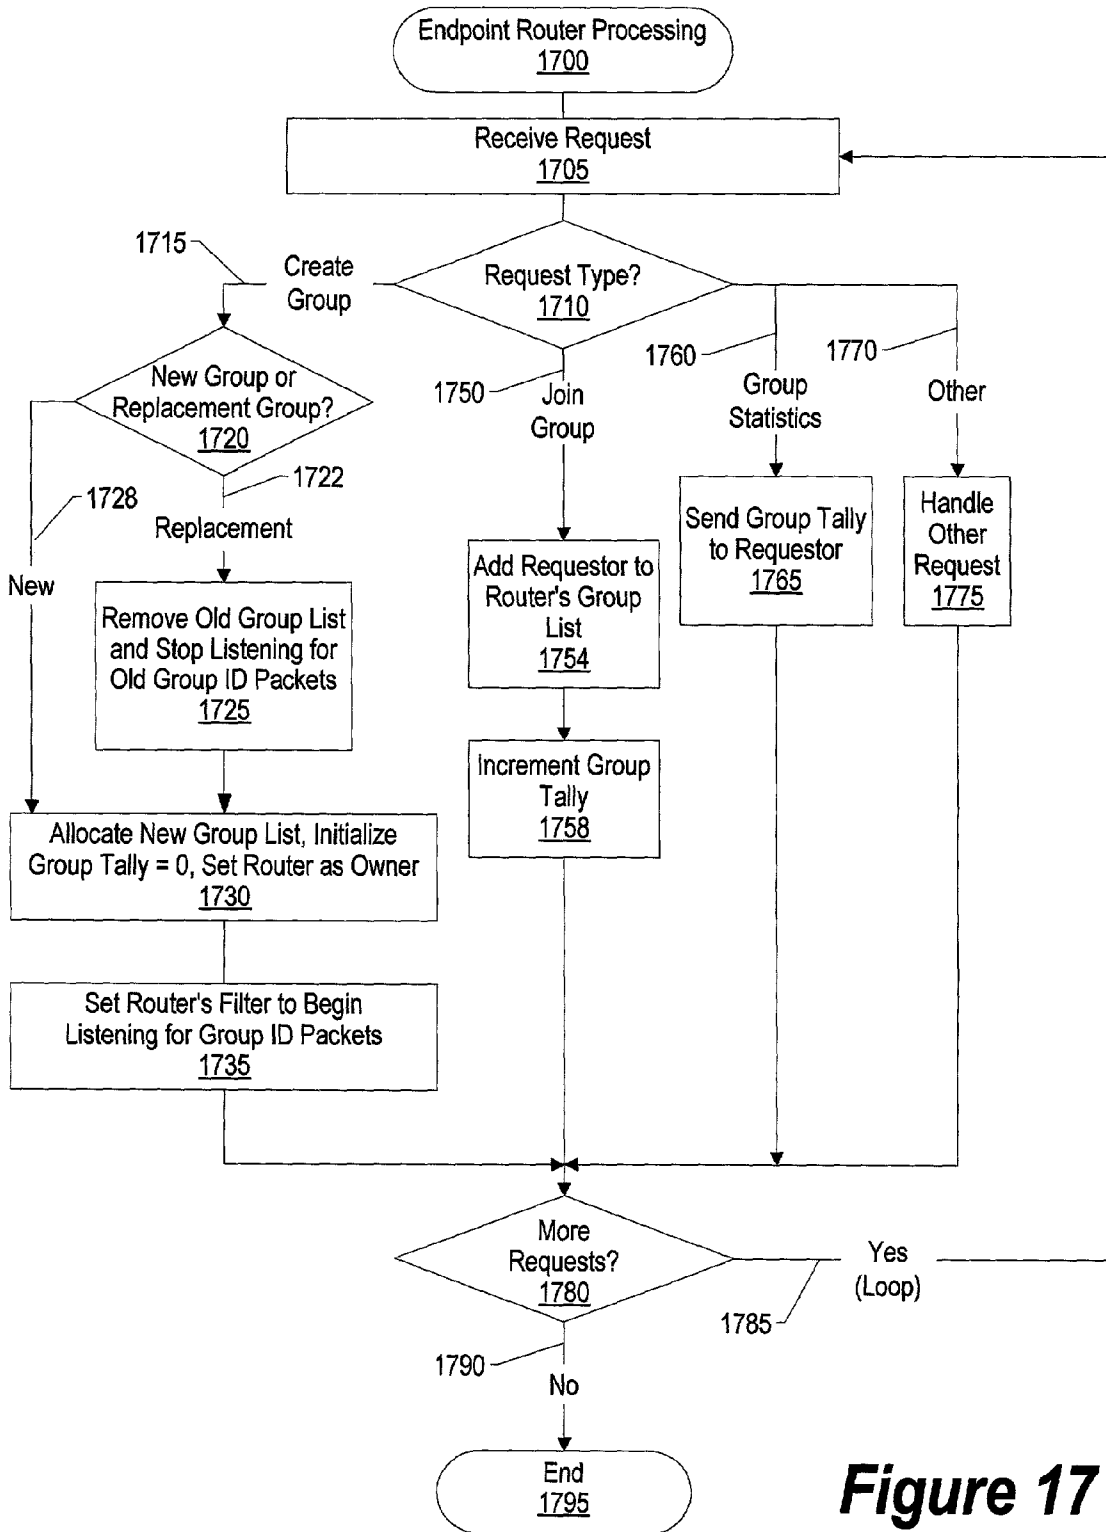 Endpoint Router Processing
1700
Receive Request
1705
Request Type?
1710
1715
Create
Group
New Group or
Replacement Group?
1720
1728
New
1722
Replacement
Remove Old Group List
and Stop Listening for
Old Group ID Packets
1725
Allocate New Group List, Initialize
Group Tally = 0, Set Router as Owner
1730
Set Router's Filter to Begin
Listening for Group ID Packets
1735
1750
Join
Group
Add Requestor to
Router's Group
List
1754
Increment Group
Tally
1758
1760
Group
Statistics
Send Group Tally
to Requestor
1765
1770
Other
Handle
Other
Request
1775
More
Requests?
1780
Yes
(Loop)
1785
1790
No
End
1795
Figure 17